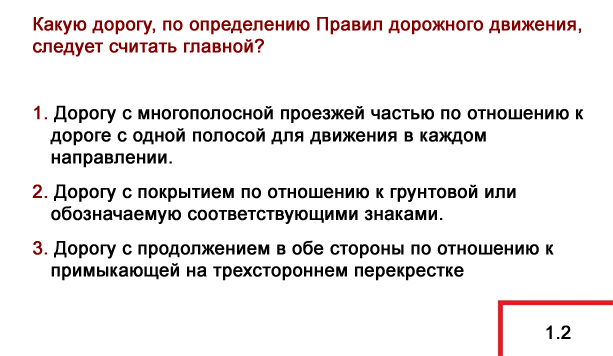 Какую дорогу, по определению Правил дорожного движения,
следует считать главной?
1. Дорогу с многополосной проезжей частью по отношению к
дороге с одной полосой для движения в каждом
направлении.
2. Дорогу с покрытием по отношению к грунтовой или
обозначаемую соответствующими знаками.
3. Дорогу с продолжением в обе стороны по отношению к
примыкающей на трехстороннем перекрестке
1.2